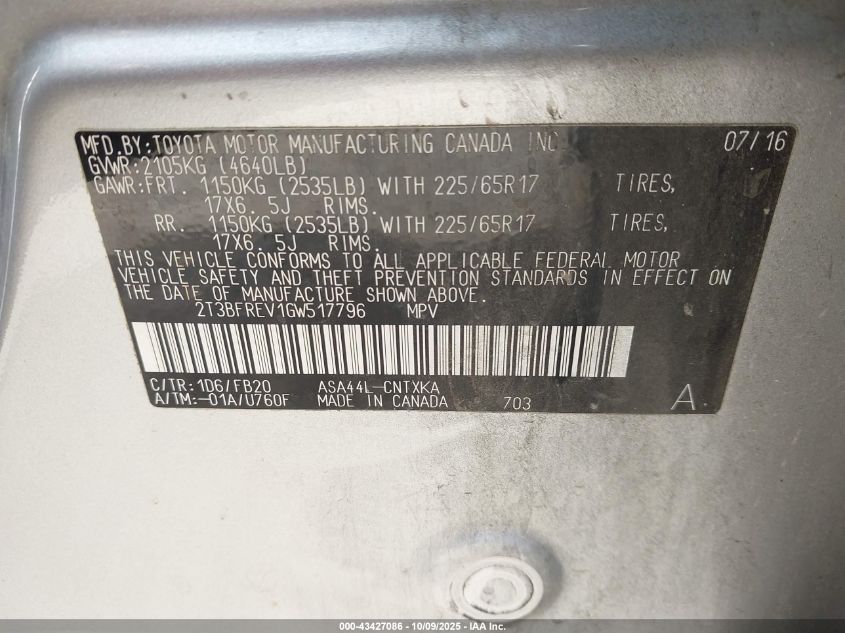 MFD.BY:TOYOTA MOTOR MANUFACTURING CANADA INC. 07/16
GVWR:2105KG (4640LB)
GAWR:FRT. 1150KG (2535LB) WITH 225/65R17 TIRES,
17X6.5J RIMS.
RR. 1150KG (2535LB) WITH 225/65R17 TIRES,
17X6.5J RIMS.
THIS VEHICLE CONFORMS TO ALL APPLICABLE FEDERAL MOTOR
VEHICLE SAFETY AND THEFT PREVENTION STANDARDS IN EFFECT ON
THE DATE OF MANUFACTURE SHOWN ABOVE.
2T3BFREV1GW517796 MPV
C/TR:1D6/FB20 ASA44L-CNTXKA
A/TM:-01A/U760F MADE IN CANADA 703 A
000-43427086 - 10/09/2025 - IAA Inc.